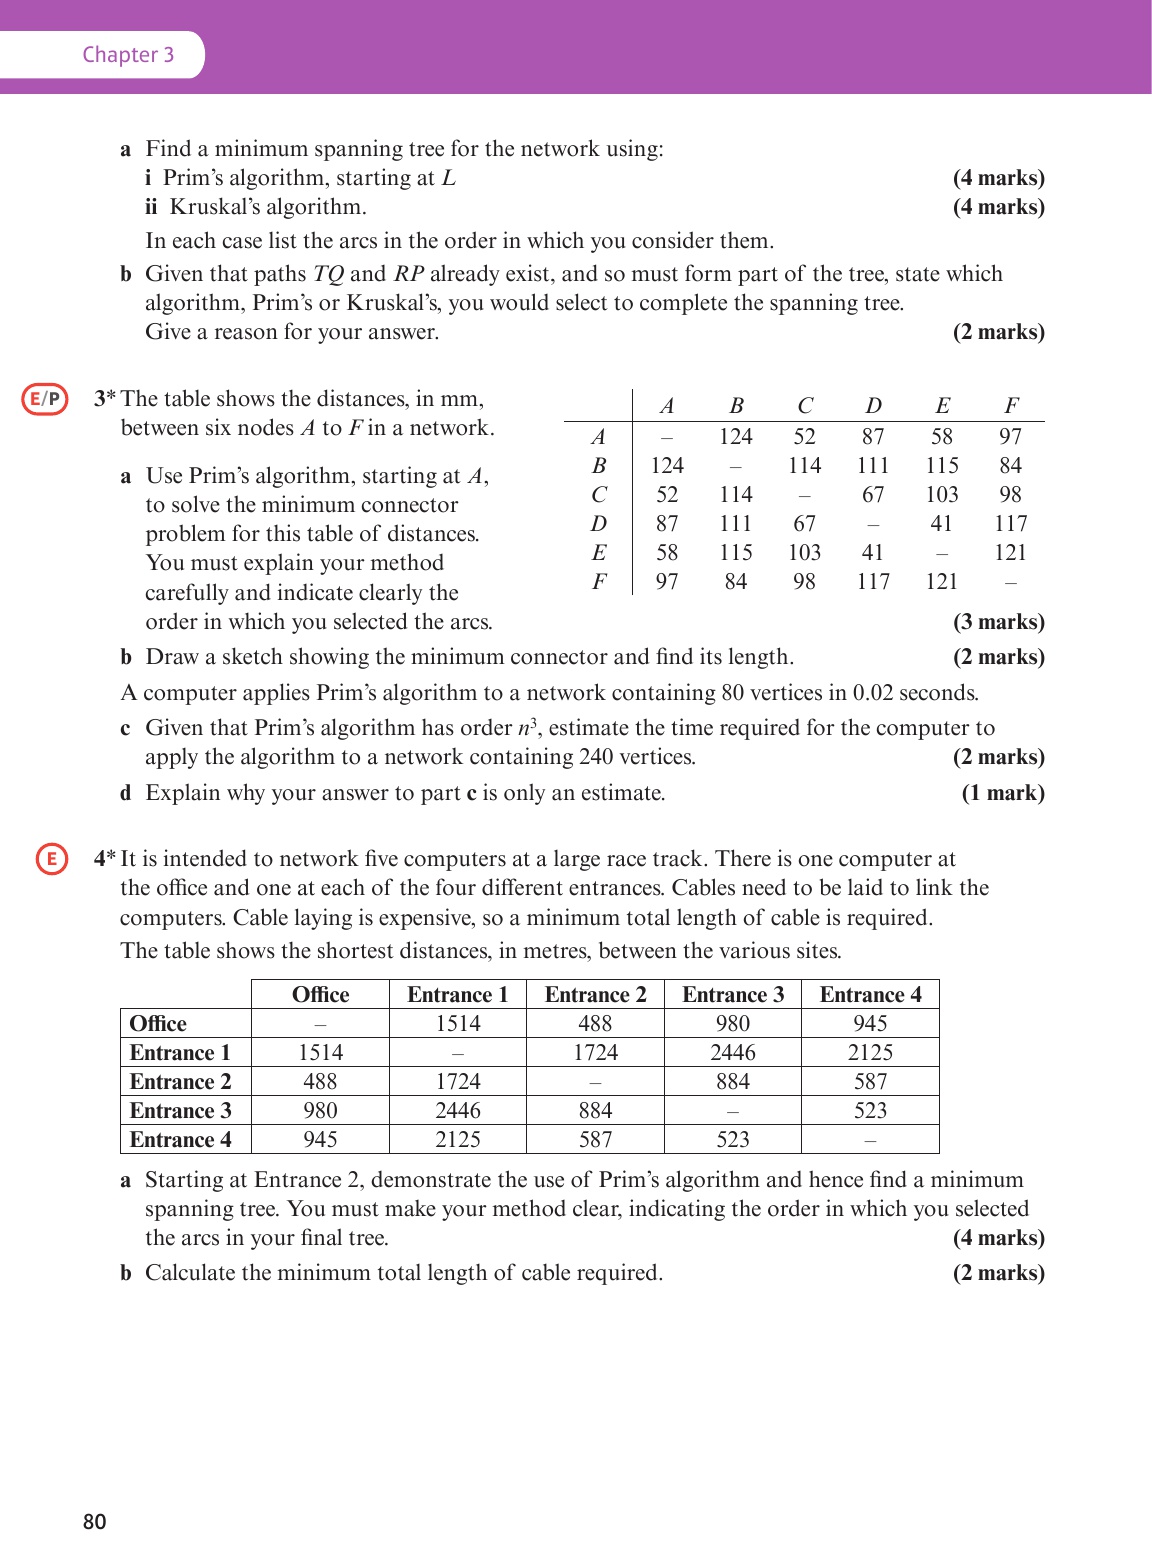 Chapter 3
a Find a minimum spanning tree for the network using:
i Prim’s algorithm, starting at L (4 marks)
ii Kruskal’s algorithm. (4 marks)
In each case list the arcs in the order in which you consider them.
b Given that paths TQ and RP already exist, and so must form part of the tree, state which
algorithm, Prim’s or Kruskal’s, you would select to complete the spanning tree.
Give a reason for your answer. (2 marks)
E/P 3* The table shows the distances, in mm,
between six nodes A to F in a network.
a Use Prim’s algorithm, starting at A,
to solve the minimum connector
problem for this table of distances.
You must explain your method
carefully and indicate clearly the
order in which you selected the arcs. (3 marks)
A B C D E F
A – 124 52 87 58 97
B 124 – 114 111 115 84
C 52 114 – 67 103 98
D 87 111 67 – 41 117
E 58 115 103 41 – 121
F 97 84 98 117 121 –
b Draw a sketch showing the minimum connector and find its length. (2 marks)
A computer applies Prim’s algorithm to a network containing 80 vertices in 0.02 seconds.
c Given that Prim’s algorithm has order n³, estimate the time required for the computer to
apply the algorithm to a network containing 240 vertices. (2 marks)
d Explain why your answer to part c is only an estimate. (1 mark)
E 4* It is intended to network five computers at a large race track. There is one computer at
the office and one at each of the four different entrances. Cables need to be laid to link the
computers. Cable laying is expensive, so a minimum total length of cable is required.
The table shows the shortest distances, in metres, between the various sites.
Office Entrance 1 Entrance 2 Entrance 3 Entrance 4
Office – 1514 488 980 945
Entrance 1 1514 – 1724 2446 2125
Entrance 2 488 1724 – 884 587
Entrance 3 980 2446 884 – 523
Entrance 4 945 2125 587 523 –
a Starting at Entrance 2, demonstrate the use of Prim’s algorithm and hence find a minimum
spanning tree. You must make your method clear, indicating the order in which you selected
the arcs in your final tree. (4 marks)
b Calculate the minimum total length of cable required. (2 marks)
80